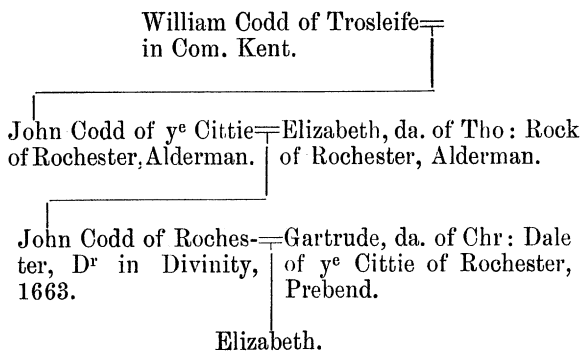 William Codd of Trosleife
in Com. Kent.
John Codd of yᵉ Cittie
of Rochester, Alderman.
Elizabeth, da. of Tho: Rock
of Rochester, Alderman.
John Codd of Roches-
ter, Dʳ in Divinity,
1663.
Gartrude, da. of Chr: Dale
of yᵉ Cittie of Rochester,
Prebend.
Elizabeth.